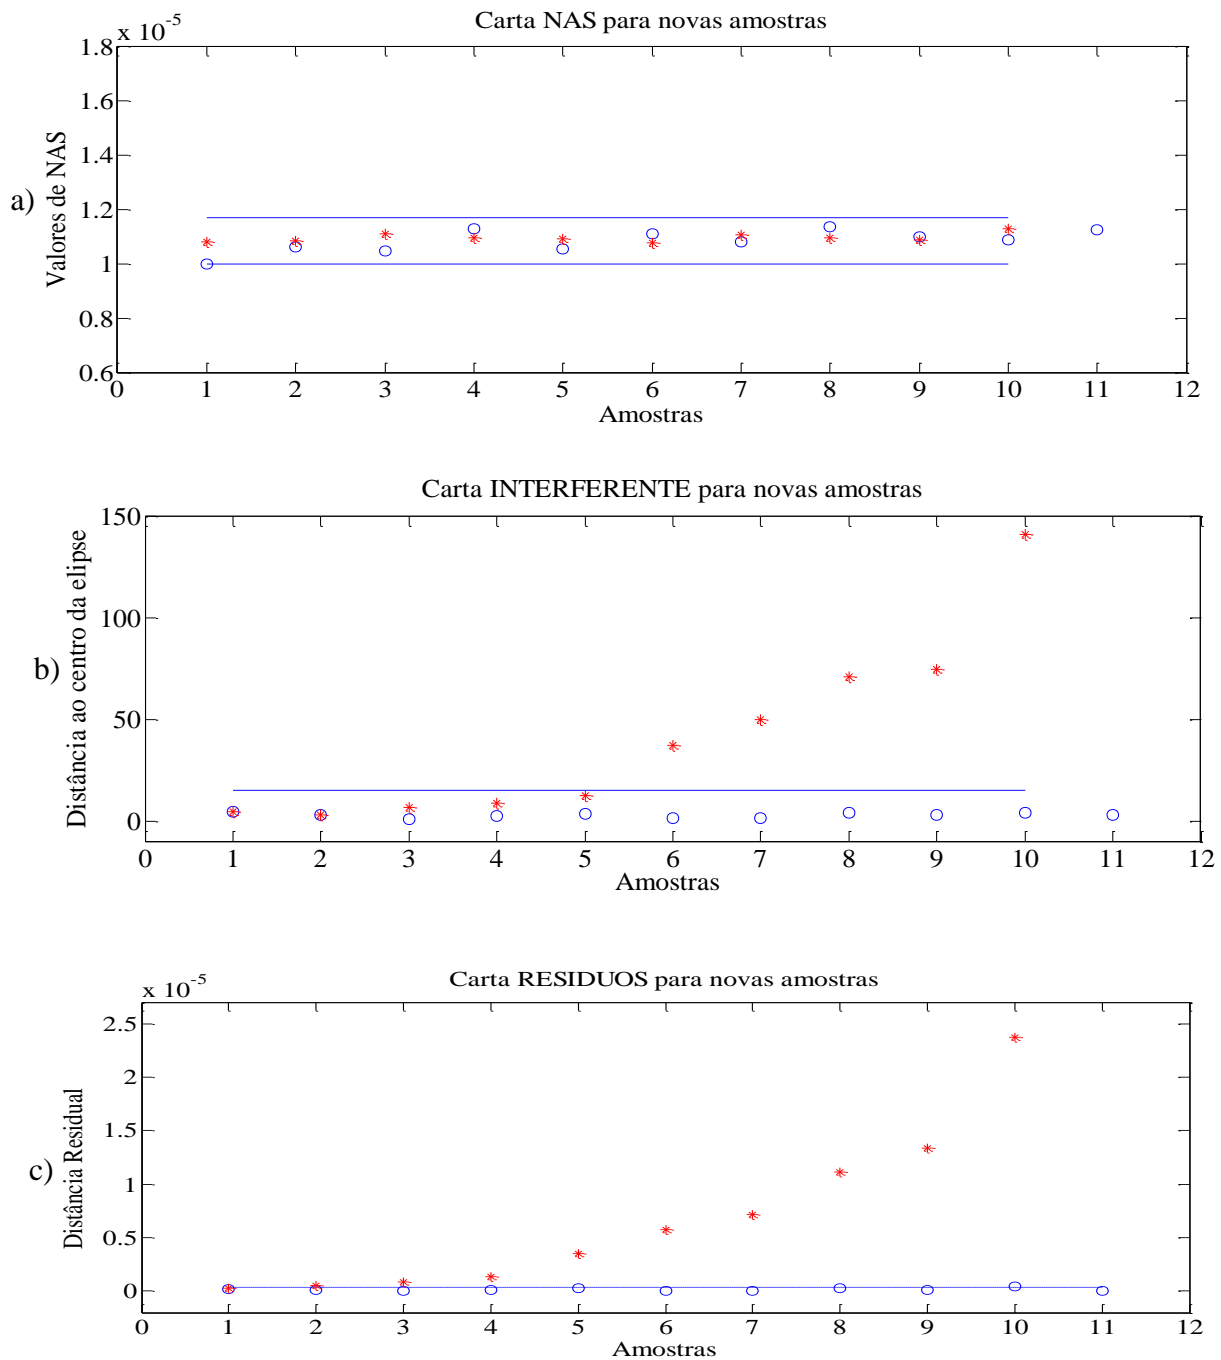 Carta NAS para novas amostras
x 10^-5
1.8
1.6
1.4
1.2
1
0.8
0.6
a)
Valores de NAS
0 1 2 3 4 5 6 7 8 9 10 11 12
Amostras
Carta INTERFERENTE para novas amostras
150
100
50
0
b)
Distância ao centro da elipse
0 1 2 3 4 5 6 7 8 9 10 11 12
Amostras
Carta RESIDUOS para novas amostras
x 10^-5
2.5
2
1.5
1
0.5
0
c)
Distância Residual
0 1 2 3 4 5 6 7 8 9 10 11 12
Amostras